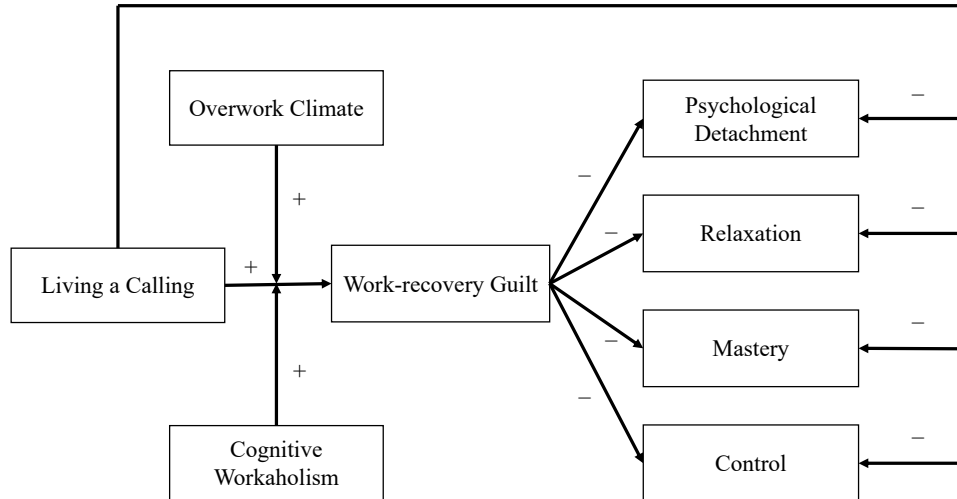 Overwork Climate
Psychological
Detachment
–
–
+
Relaxation
–
–
Living a Calling
+
Work-recovery Guilt
Mastery
–
–
+
Cognitive
Workaholism
Control
–
–